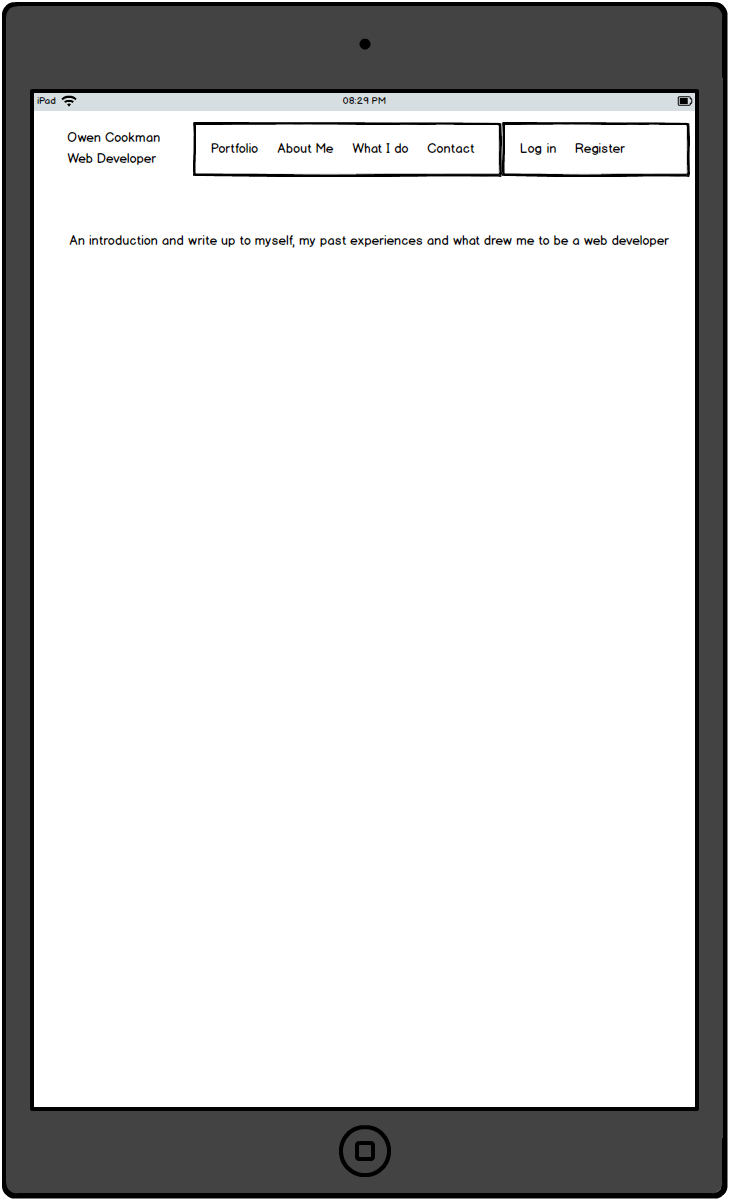 iPad 08:29 PM
Owen Cookman
Web Developer
Portfolio About Me What I do Contact Log in Register
An introduction and write up to myself, my past experiences and what drew me to be a web developer